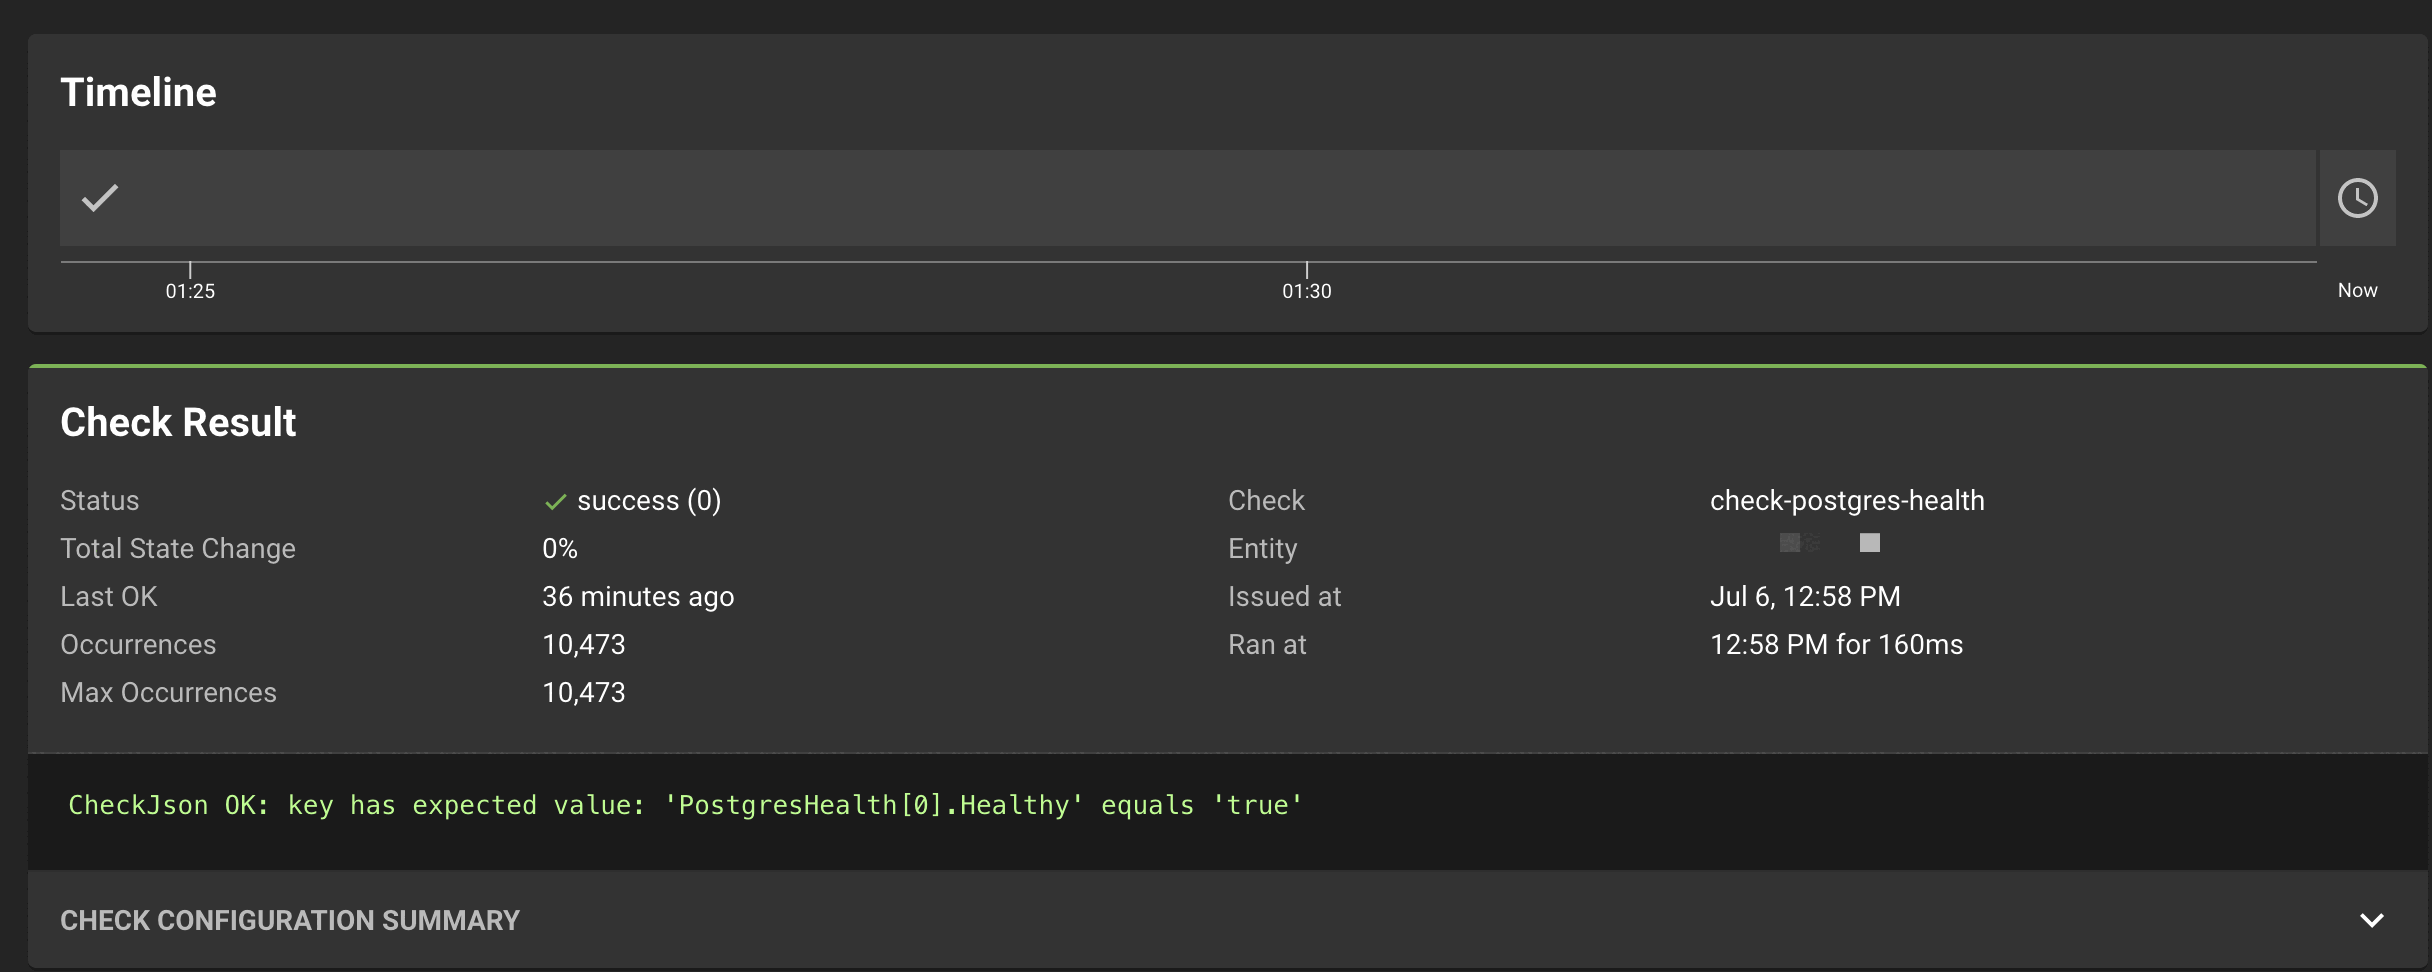 Timeline
01:25
01:30
Now
Check Result
Status
success (0)
Check
check-postgres-health
Total State Change
0%
Entity
Last OK
36 minutes ago
Issued at
Jul 6, 12:58 PM
Occurrences
10,473
Ran at
12:58 PM for 160ms
Max Occurrences
10,473
CheckJson OK: key has expected value: 'PostgresHealth[0].Healthy' equals 'true'
CHECK CONFIGURATION SUMMARY